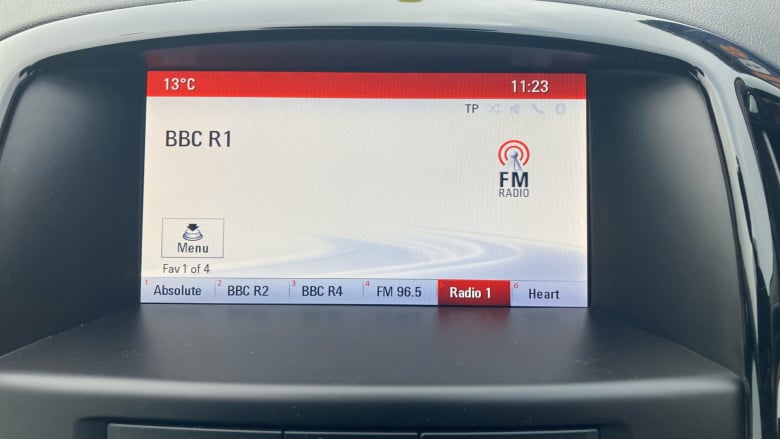 13°C 11:23
TP
BBC R1
FM
RADIO
Menu
Fav 1 of 4
1 Absolute 2 BBC R2 3 BBC R4 4 FM 96.5 5 Radio 1 6 Heart